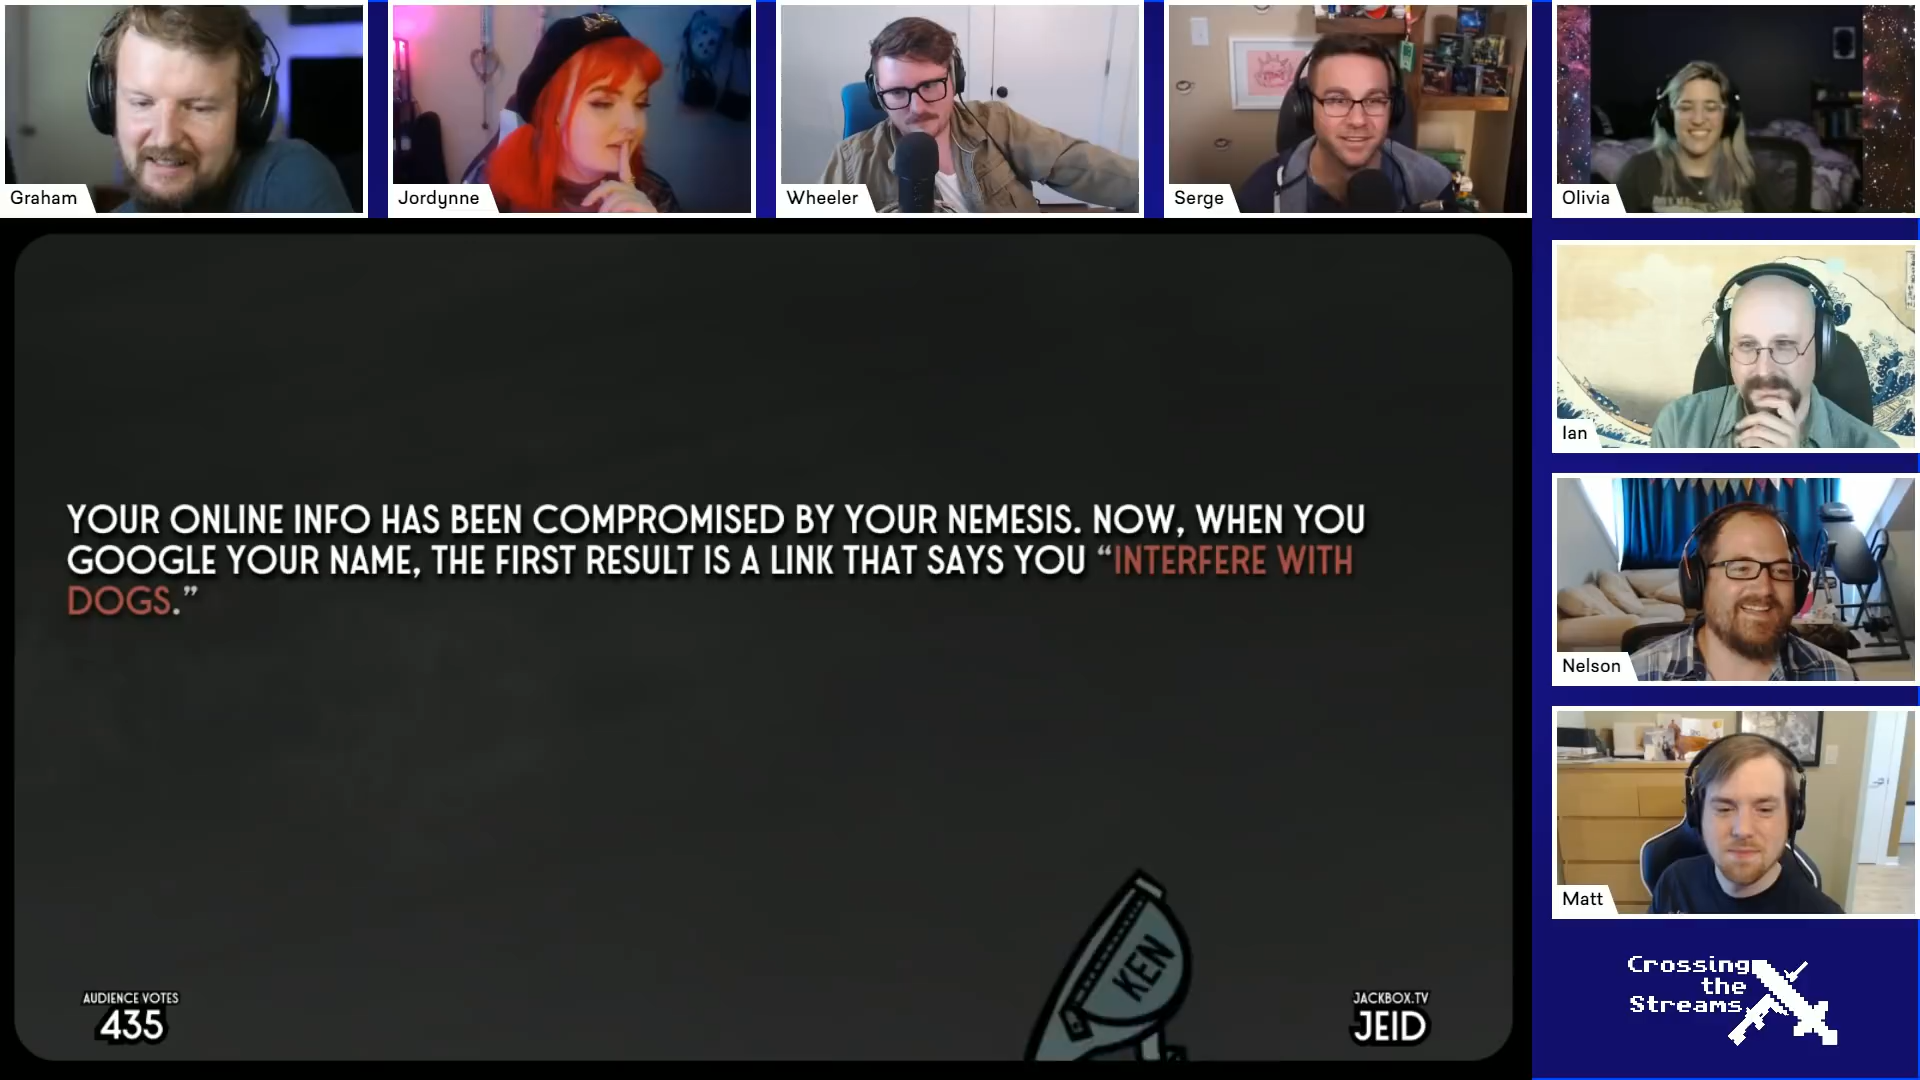 Graham
Jordynne
Wheeler
Serge
Olivia
Ian
Nelson
Matt
YOUR ONLINE INFO HAS BEEN COMPROMISED BY YOUR NEMESIS. NOW, WHEN YOU
GOOGLE YOUR NAME, THE FIRST RESULT IS A LINK THAT SAYS YOU “INTERFERE WITH
DOGS.”
KEN
AUDIENCE VOTES
435
JACKBOX.TV
JEID
Crossing
the
Streams